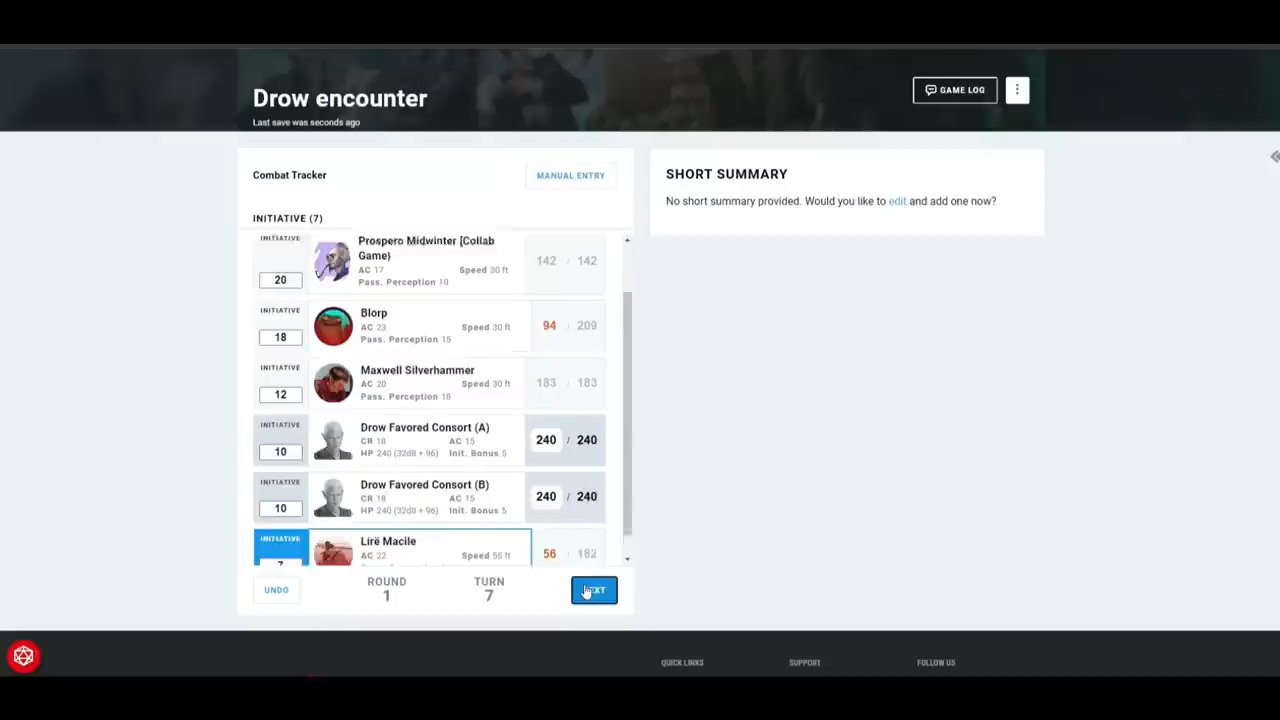 Drow encounter
Last save was seconds ago
GAME LOG
Combat Tracker
MANUAL ENTRY
INITIATIVE (7)
SHORT SUMMARY
No short summary provided. Would you like to edit and add one now?
INITIATIVE
20
Prospero Midwinter [Collab
Game}
AC 17 Speed 30 ft
Pass. Perception 10
142 / 142
INITIATIVE
18
Blorp
AC 23 Speed 30 ft
Pass. Perception 15
94 / 209
INITIATIVE
12
Maxwell Silverhammer
AC 20 Speed 30 ft
Pass. Perception 18
183 / 183
INITIATIVE
10
Drow Favored Consort (A)
CR 18 AC 15
HP 240 (32d8 + 96) Init. Bonus 5
240 / 240
INITIATIVE
10
Drow Favored Consort (B)
CR 18 AC 15
HP 240 (32d8 + 96) Init. Bonus 5
240 / 240
INITIATIVE
7
Lirë Macile
AC 22 Speed 55 ft
56 / 182
UNDO
ROUND
1
TURN
7
NEXT
QUICK LINKS
SUPPORT
FOLLOW US